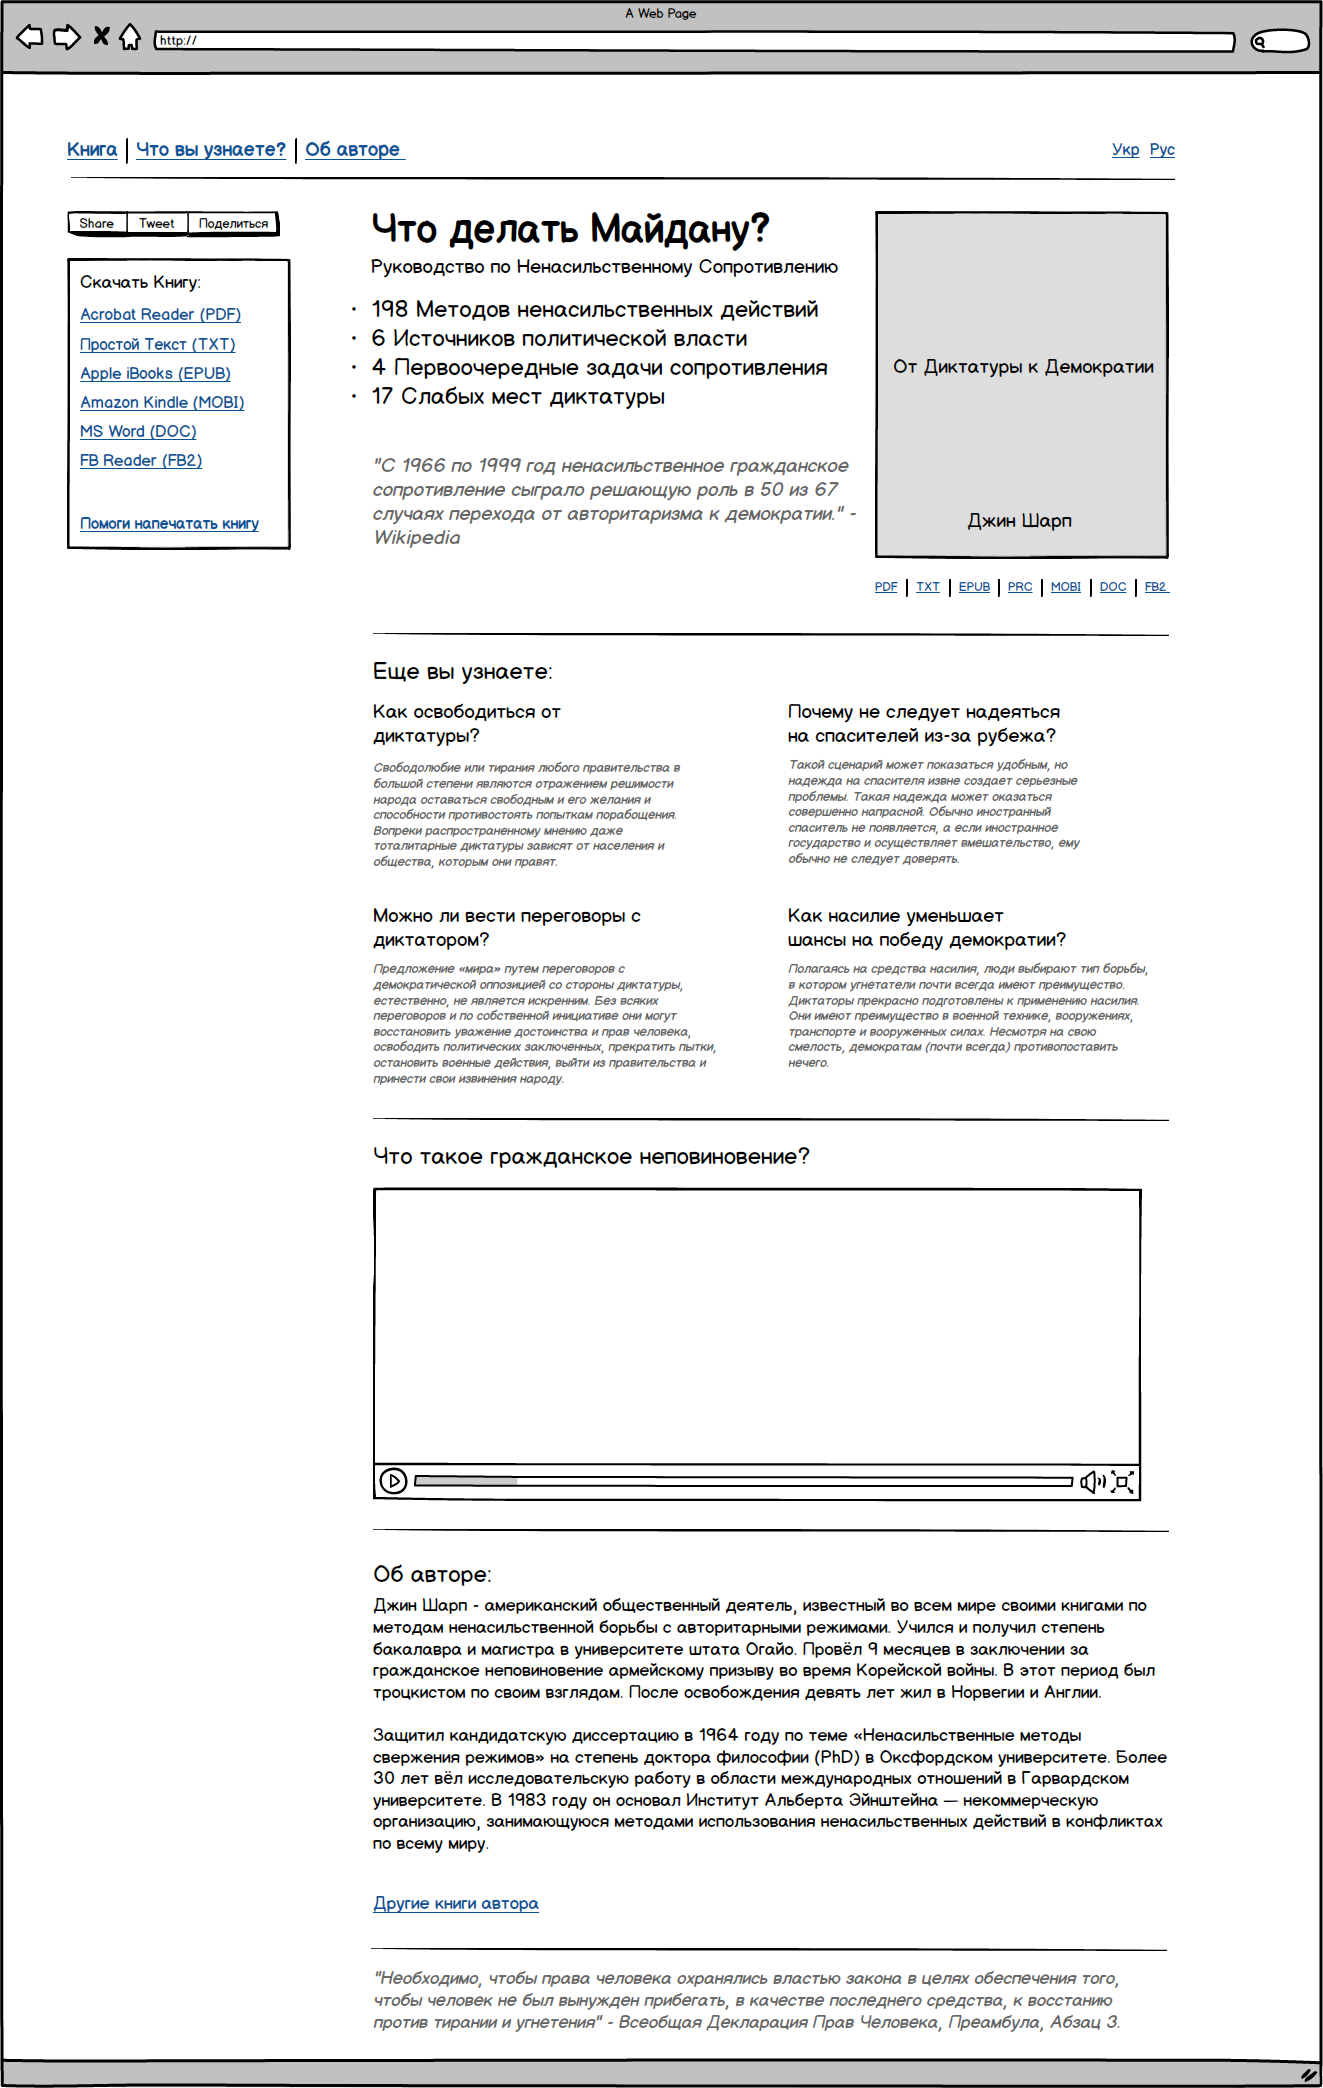 A Web Page
http://
Книга
Что вы узнаете?
Об авторе
Укр
Рус
Share
Tweet
Поделиться
Скачать Книгу:
Acrobat Reader (PDF)
Простой Текст (TXT)
Apple iBooks (EPUB)
Amazon Kindle (MOBI)
MS Word (DOC)
FB Reader (FB2)
Помоги напечатать книгу
Что делать Майдану?
Руководство по Ненасильственному Сопротивлению
• 198 Методов ненасильственных действий
• 6 Источников политической власти
• 4 Первоочередные задачи сопротивления
• 17 Слабых мест диктатуры
"С 1966 по 1999 год ненасильственное гражданское
сопротивление сыграло решающую роль в 50 из 67
случаях перехода от авторитаризма к демократии." -
Wikipedia
От Диктатуры к Демократии
Джин Шарп
PDF
TXT
EPUB
PRC
MOBI
DOC
FB2
Еще вы узнаете:
Как освободиться от
диктатуры?
Свободолюбие или тирания любого правительства в
большой степени являются отражением решимости
народа оставаться свободным и его желания и
способности противостоять попыткам порабощения.
Вопреки распространенному мнению даже
тоталитарные диктатуры зависят от населения и
общества, которым они правят.
Почему не следует надеяться
на спасителей из-за рубежа?
Такой сценарий может показаться удобным, но
надежда на спасителя извне создает серьезные
проблемы. Такая надежда может оказаться
совершенно напрасной. Обычно иностранный
спаситель не появляется, а если иностранное
государство и осуществляет вмешательство, ему
обычно не следует доверять.
Можно ли вести переговоры с
диктатором?
Предложение «мира» путем переговоров с
демократической оппозицией со стороны диктатуры,
естественно, не является искренним. Без всяких
переговоров и по собственной инициативе они могут
восстановить уважение достоинства и прав человека,
освободить политических заключенных, прекратить пытки,
остановить военные действия, выйти из правительства и
принести свои извинения народу.
Как насилие уменьшает
шансы на победу демократии?
Полагаясь на средства насилия, люди выбирают тип борьбы,
в котором угнетатели почти всегда имеют преимущество.
Диктаторы прекрасно подготовлены к применению насилия.
Они имеют преимущество в военной технике, вооружениях,
транспорте и вооруженных силах. Несмотря на свою
смелость, демократам (почти всегда) противопоставить
нечего.
Что такое гражданское неповиновение?
Об авторе:
Джин Шарп - американский общественный деятель, известный во всем мире своими книгами по
методам ненасильственной борьбы с авторитарными режимами. Учился и получил степень
бакалавра и магистра в университете штата Огайо. Провёл 9 месяцев в заключении за
гражданское неповиновение армейскому призыву во время Корейской войны. В этот период был
троцкистом по своим взглядам. После освобождения девять лет жил в Норвегии и Англии.
Защитил кандидатскую диссертацию в 1964 году по теме «Ненасильственные методы
свержения режимов» на степень доктора философии (PhD) в Оксфордском университете. Более
30 лет вёл исследовательскую работу в области международных отношений в Гарвардском
университете. В 1983 году он основал Институт Альберта Эйнштейна — некоммерческую
организацию, занимающуюся методами использования ненасильственных действий в конфликтах
по всему миру.
Другие книги автора
"Необходимо, чтобы права человека охранялись властью закона в целях обеспечения того,
чтобы человек не был вынужден прибегать, в качестве последнего средства, к восстанию
против тирании и угнетения" - Всеобщая Декларация Прав Человека, Преамбула, Абзац 3.